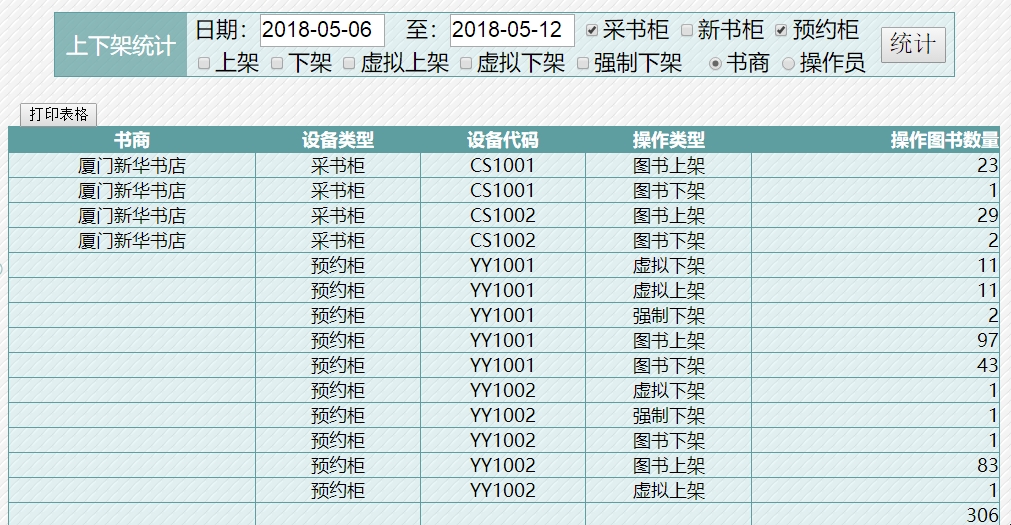 上下架统计
日期：2018-05-06 至：2018-05-12 采书柜 新书柜 预约柜
上架 下架 虚拟上架 虚拟下架 强制下架 书商 操作员
统计
打印表格
书商 设备类型 设备代码 操作类型 操作图书数量
厦门新华书店 采书柜 CS1001 图书上架 23
厦门新华书店 采书柜 CS1001 图书下架 1
厦门新华书店 采书柜 CS1002 图书上架 29
厦门新华书店 采书柜 CS1002 图书下架 2
预约柜 YY1001 虚拟下架 11
预约柜 YY1001 虚拟上架 11
预约柜 YY1001 强制下架 2
预约柜 YY1001 图书上架 97
预约柜 YY1001 图书下架 43
预约柜 YY1002 虚拟下架 1
预约柜 YY1002 强制下架 1
预约柜 YY1002 图书下架 1
预约柜 YY1002 图书上架 83
预约柜 YY1002 虚拟上架 1
306